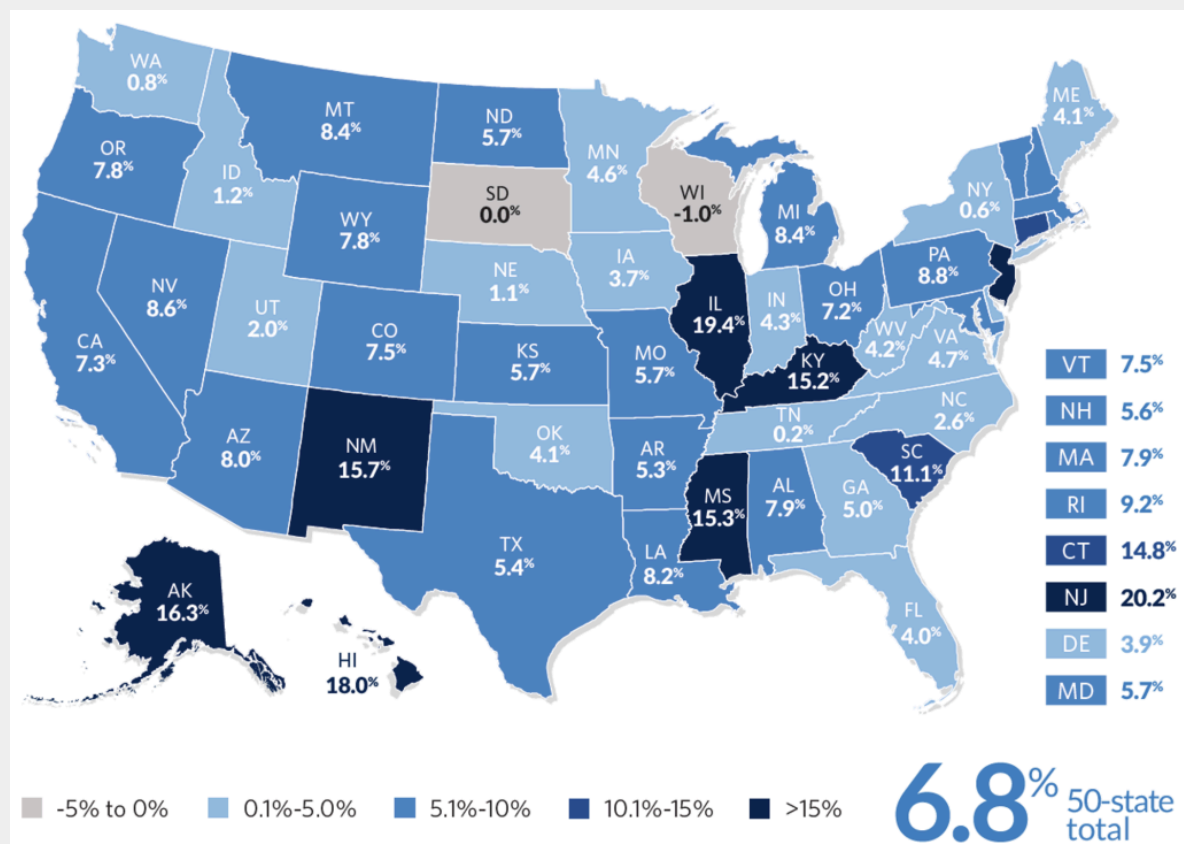 WA
0.8%
OR
7.8%
CA
7.3%
ID
1.2%
NV
8.6%
MT
8.4%
WY
7.8%
UT
2.0%
AZ
8.0%
CO
7.5%
NM
15.7%
ND
5.7%
SD
0.0%
NE
1.1%
KS
5.7%
OK
4.1%
TX
5.4%
MN
4.6%
IA
3.7%
MO
5.7%
AR
5.3%
LA
8.2%
WI
-1.0%
IL
19.4%
MI
8.4%
IN
4.3%
OH
7.2%
KY
15.2%
TN
0.2%
MS
15.3%
AL
7.9%
GA
5.0%
FL
4.0%
SC
11.1%
NC
2.6%
VA
4.7%
WV
4.2%
PA
8.8%
NY
0.6%
ME
4.1%
AK
16.3%
HI
18.0%
VT 7.5%
NH 5.6%
MA 7.9%
RI 9.2%
CT 14.8%
NJ 20.2%
DE 3.9%
MD 5.7%
-5% to 0% 0.1%-5.0% 5.1%-10% 10.1%-15% >15%
6.8% 50-state
total